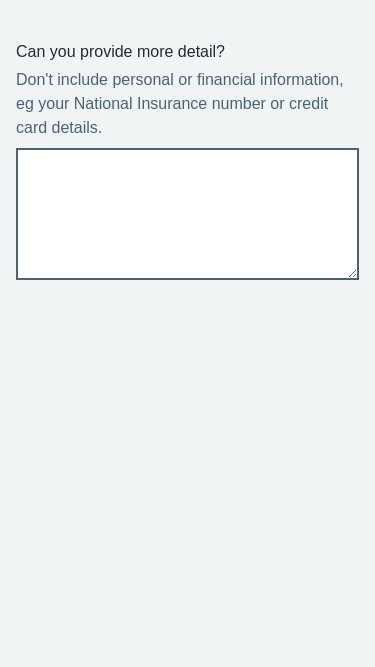 Can you provide more detail?
Don't include personal or financial information,
eg your National Insurance number or credit
card details.